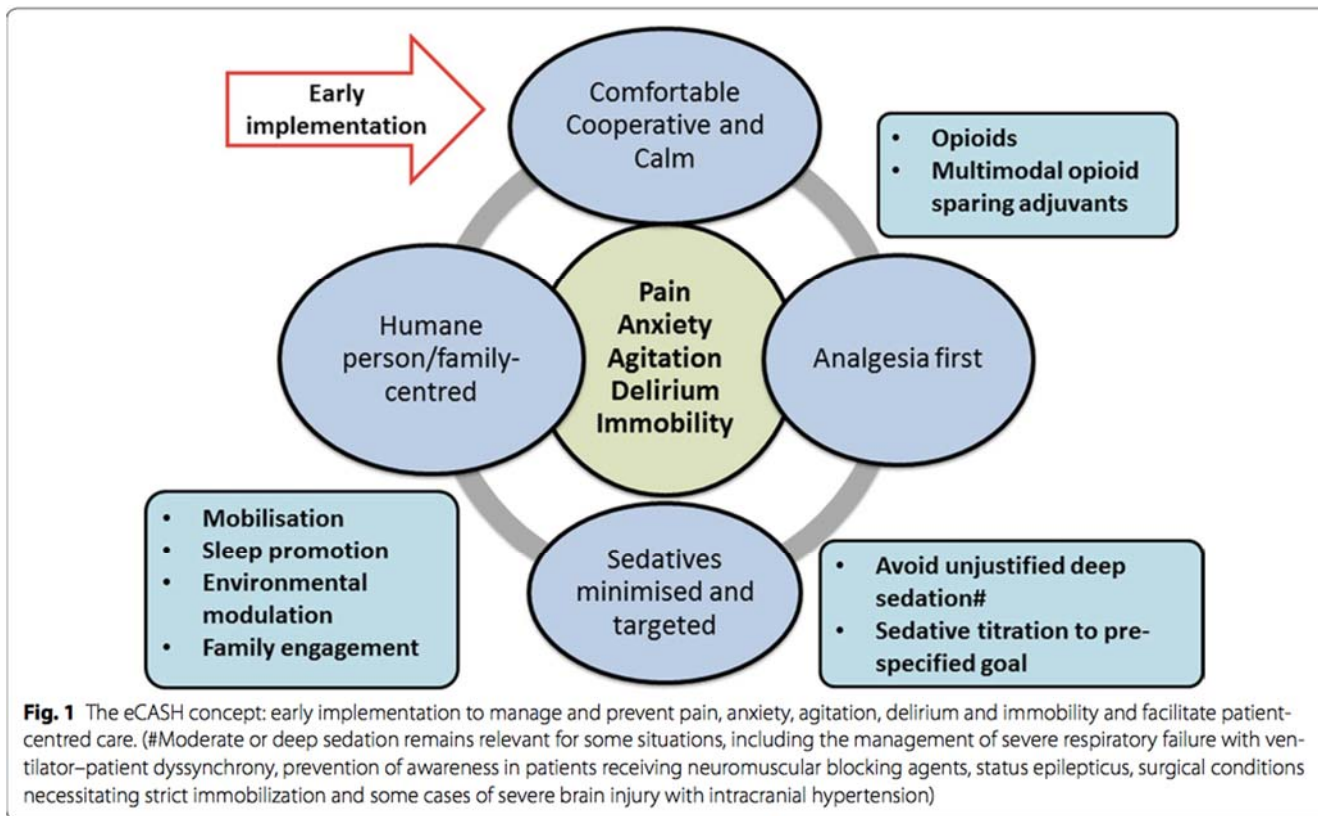 Early
implementation
Comfortable
Cooperative and
Calm
• Opioids
• Multimodal opioid
sparing adjuvants
Pain
Anxiety
Agitation
Delirium
Immobility
Humane
person/family-
centred
Analgesia first
• Mobilisation
• Sleep promotion
• Environmental
modulation
• Family engagement
Sedatives
minimised and
targeted
• Avoid unjustified deep
sedation#
• Sedative titration to pre-
specified goal
Fig. 1 The eCASH concept: early implementation to manage and prevent pain, anxiety, agitation, delirium and immobility and facilitate patient-
centred care. (#Moderate or deep sedation remains relevant for some situations, including the management of severe respiratory failure with ven-
tilator–patient dyssynchrony, prevention of awareness in patients receiving neuromuscular blocking agents, status epilepticus, surgical conditions
necessitating strict immobilization and some cases of severe brain injury with intracranial hypertension)